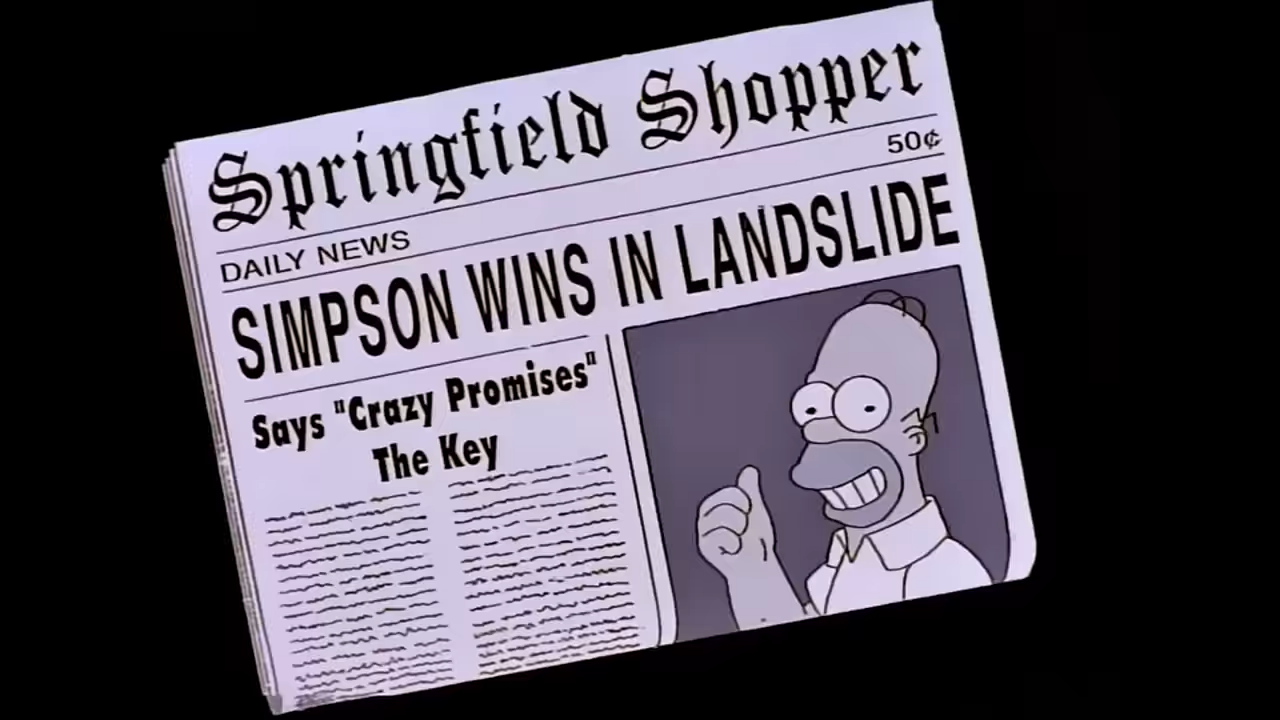 Springfield Shopper
50¢
DAILY NEWS
SIMPSON WINS IN LANDSLIDE
Says "Crazy Promises"
The Key